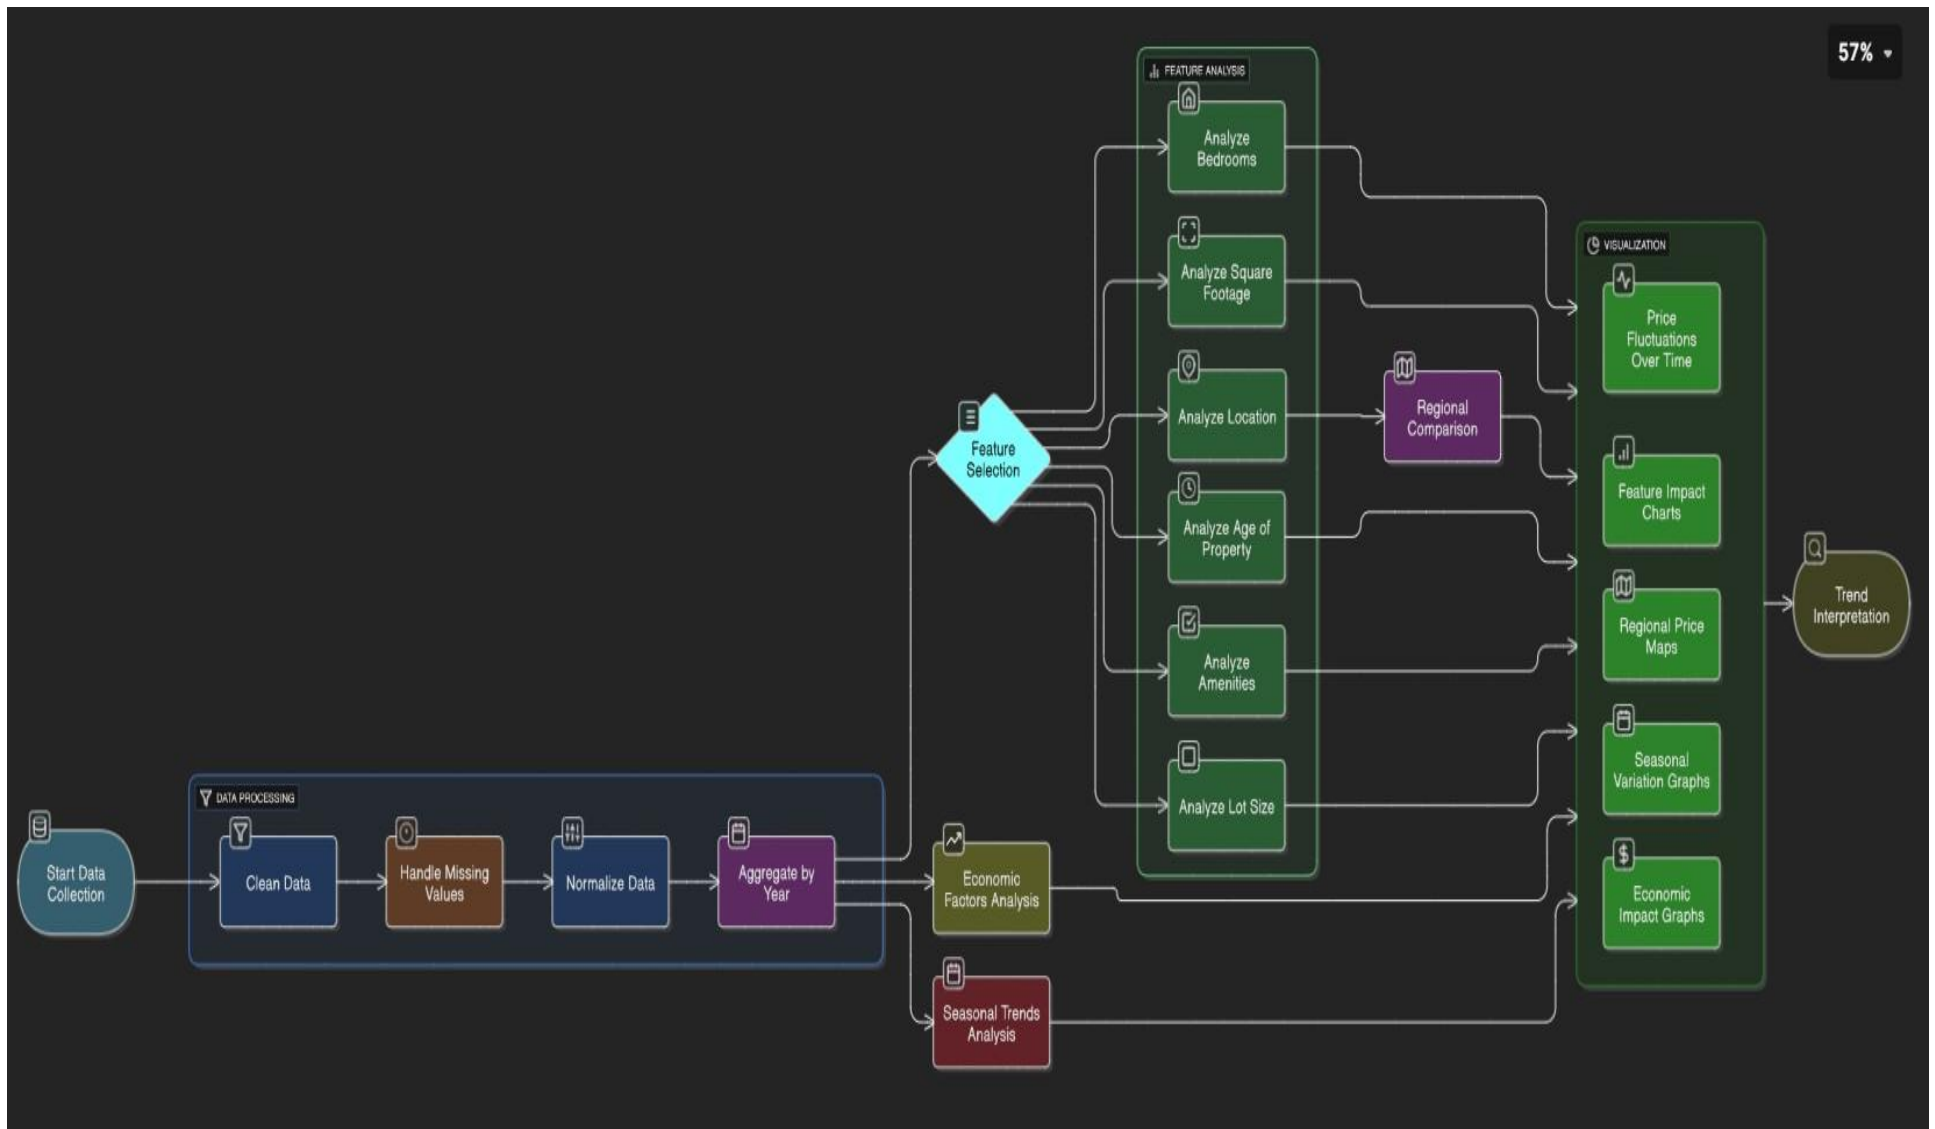 57%
FEATURE ANALYSIS
Analyze
Bedrooms
Analyze Square
Footage
Analyze Location
Analyze Age of
Property
Analyze
Amenities
Analyze Lot Size
Feature
Selection
Regional
Comparison
VISUALIZATION
Price
Fluctuations
Over Time
Feature Impact
Charts
Regional Price
Maps
Seasonal
Variation Graphs
Economic
Impact Graphs
Trend
Interpretation
DATA PROCESSING
Start Data
Collection
Clean Data
Handle Missing
Values
Normalize Data
Aggregate by
Year
Economic
Factors Analysis
Seasonal Trends
Analysis